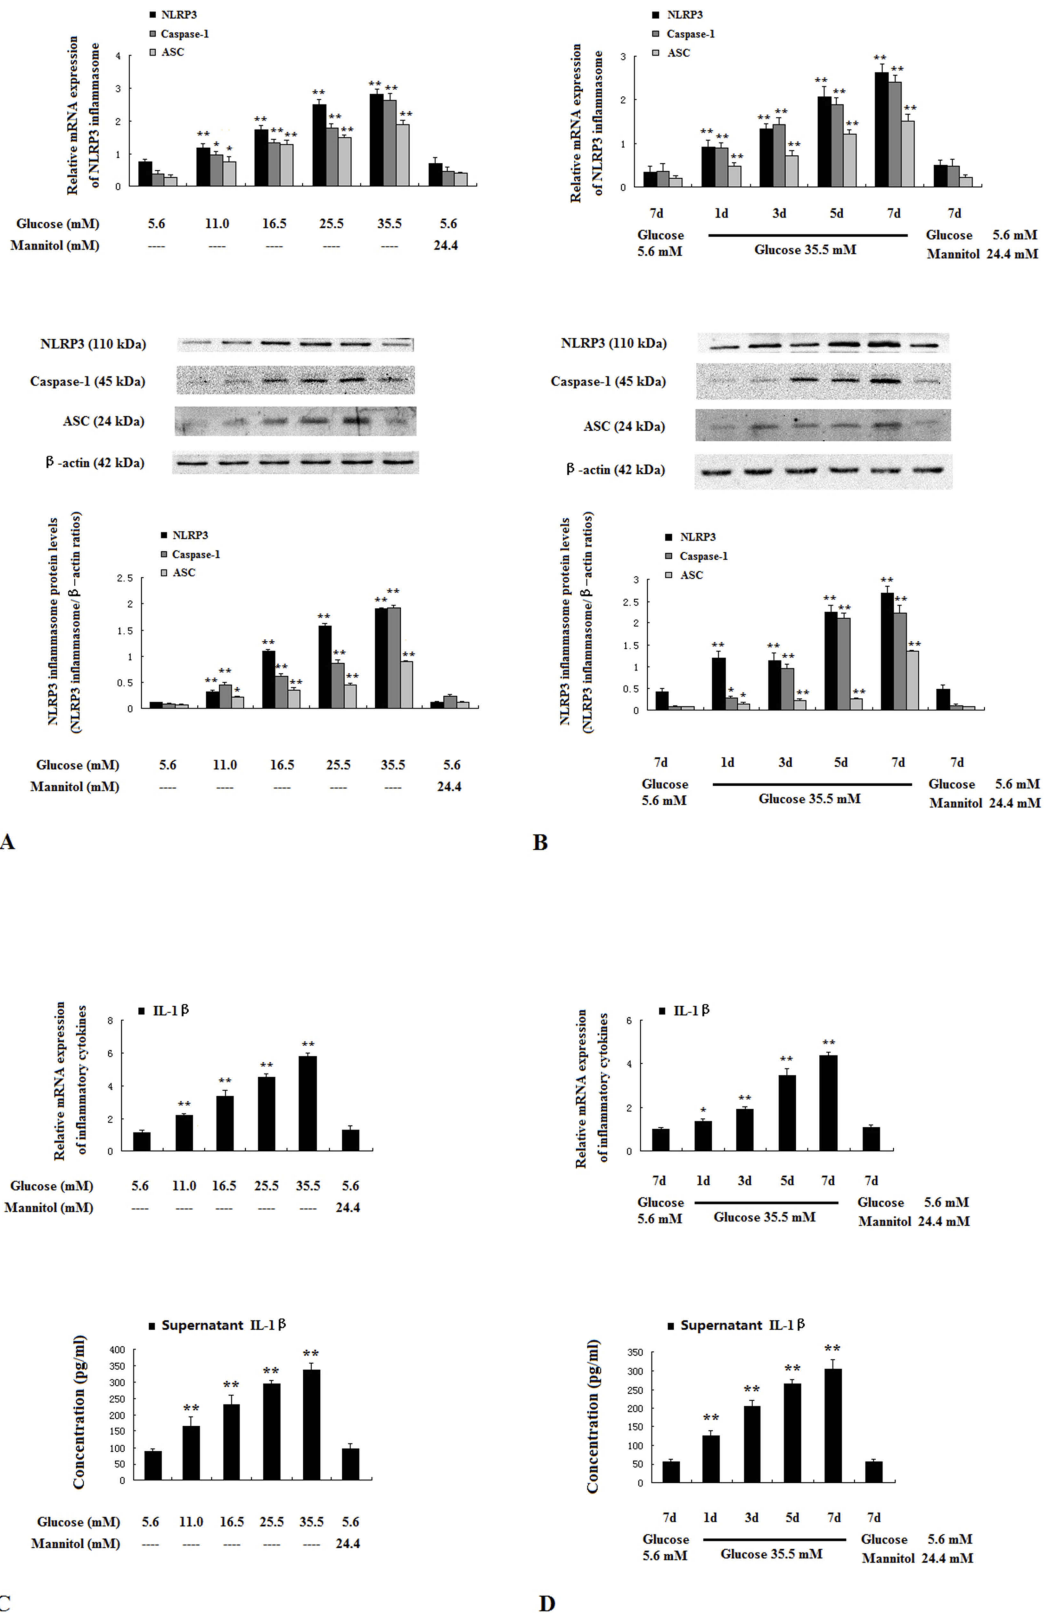 NLRP3
Caspase-1
ASC
Relative mRNA expression
of NLRP3 inflammasome
4
3
2
1
0
** ** * * ** ** ** ** ** ** ** ** **
Glucose (mM) 5.6 11.0 16.5 25.5 35.5 5.6
Mannitol (mM) ---- ---- ---- ---- ---- 24.4
NLRP3 (110 kDa)
Caspase-1 (45 kDa)
ASC (24 kDa)
β-actin (42 kDa)
NLRP3 inflammasome protein levels
(NLRP3 inflammasome/β-actin ratios)
NLRP3
Caspase-1
ASC
2.5
2
1.5
1
0.5
0
** ** * ** ** ** ** ** ** ** ** **
Glucose (mM) 5.6 11.0 16.5 25.5 35.5 5.6
Mannitol (mM) ---- ---- ---- ---- ---- 24.4
A
NLRP3
Caspase-1
ASC
Relative mRNA expression
of NLRP3 inflammasome
3
2
1
0
** ** ** ** ** ** ** ** ** ** ** **
7d 1d 3d 5d 7d 7d
Glucose Glucose 5.6 mM
5.6 mM Glucose 35.5 mM Mannitol 24.4 mM
NLRP3 (110 kDa)
Caspase-1 (45 kDa)
ASC (24 kDa)
β-actin (42 kDa)
NLRP3 inflammasome protein levels
(NLRP3 inflammasome/β-actin ratios)
NLRP3
Caspase-1
ASC
3
2.5
2
1.5
1
0.5
0
** * * ** ** ** ** ** ** ** ** **
7d 1d 3d 5d 7d 7d
Glucose Glucose 5.6 mM
5.6 mM Glucose 35.5 mM Mannitol 24.4 mM
B
IL-1β
Relative mRNA expression
of inflammatory cytokines
8
6
4
2
0
** ** ** **
Glucose (mM) 5.6 11.0 16.5 25.5 35.5 5.6
Mannitol (mM) ---- ---- ---- ---- ---- 24.4
Supernatant IL-1β
Concentration (pg/ml)
400
350
300
250
200
150
100
50
0
** ** ** **
Glucose (mM) 5.6 11.0 16.5 25.5 35.5 5.6
Mannitol (mM) ---- ---- ---- ---- ---- 24.4
C
IL-1β
Relative mRNA expression
of inflammatory cytokines
6
4
2
0
* ** ** **
7d 1d 3d 5d 7d 7d
Glucose Glucose 5.6 mM
5.6 mM Glucose 35.5 mM Mannitol 24.4 mM
Supernatant IL-1β
Concentration (pg/ml)
350
300
250
200
150
100
50
0
** ** ** **
7d 1d 3d 5d 7d 7d
Glucose Glucose 5.6 mM
5.6 mM Glucose 35.5 mM Mannitol 24.4 mM
D